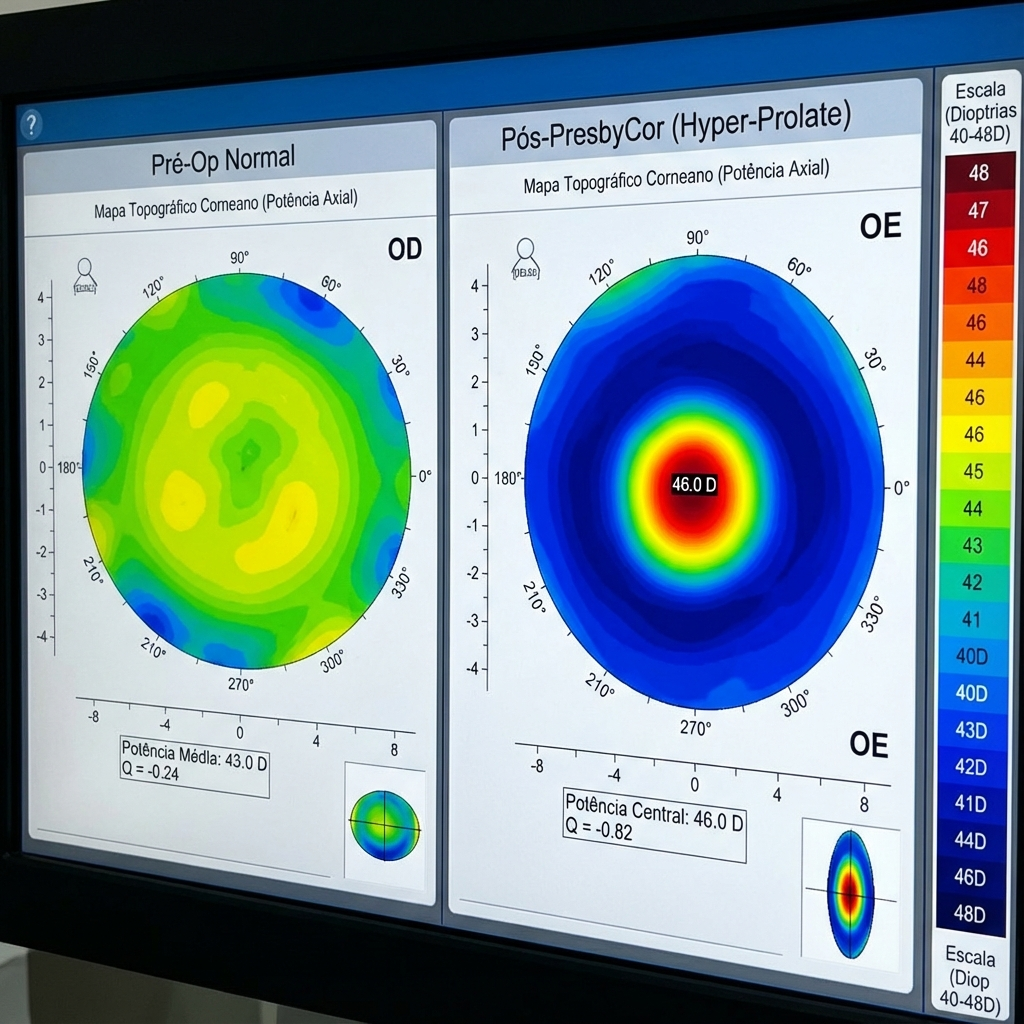 ?
Pré-Op Normal
Mapa Topográfico Corneano (Potência Axial)
OD
90°
120°
60°
150°
30°
180°
0°
210°
330°
210°
300°
270°
4
3
2
1
0
-1
-2
-3
-4
-8
-4
0
4
8
Potência Média: 43.0 D
Q = -0.24
Pós-PresbyCor (Hyper-Prolate)
Mapa Topográfico Corneano (Potência Axial)
OE
90°
120°
60°
150°
30°
180°
0°
210°
330°
210°
300°
270°
4
3
2
1
0
-1
-2
-3
-4
46.0 D
OE
-8
-4
0
4
8
Potência Central: 46.0 D
Q = -0.82
Escala
(Dioptrias
40-48D)
48
47
46
48
46
44
46
46
45
44
43
42
41
40D
40D
43D
42D
41D
44D
46D
48D
Escala
(Diop
40-48D)